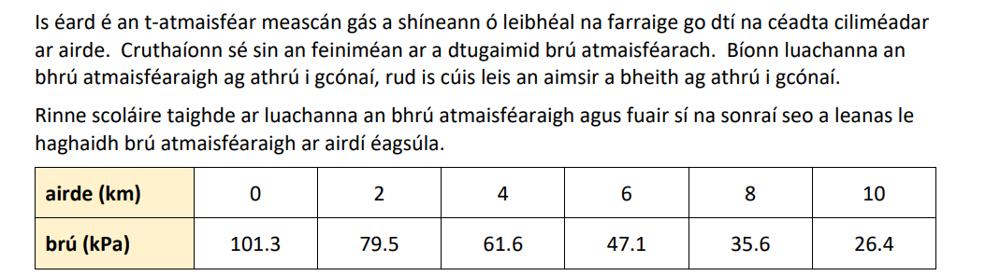 Is éard é an t-atmaisféar meascán gás a shíneann ó leibhéal na farraige go dtí na céadta ciliméadar
ar airde. Cruthaíonn sé sin an feiniméan ar a dtugaimid brú atmaisféarach. Bíonn luachanna an
bhrú atmaisféaraigh ag athrú i gcónaí, rud is cúis leis an aimsir a bheith ag athrú i gcónaí.
Rinne scoláire taighde ar luachanna an bhrú atmaisféaraigh agus fuair sí na sonraí seo a leanas le
haghaidh brú atmaisféaraigh ar airdí éagsúla.
airde (km) 0 2 4 6 8 10
brú (kPa) 101.3 79.5 61.6 47.1 35.6 26.4